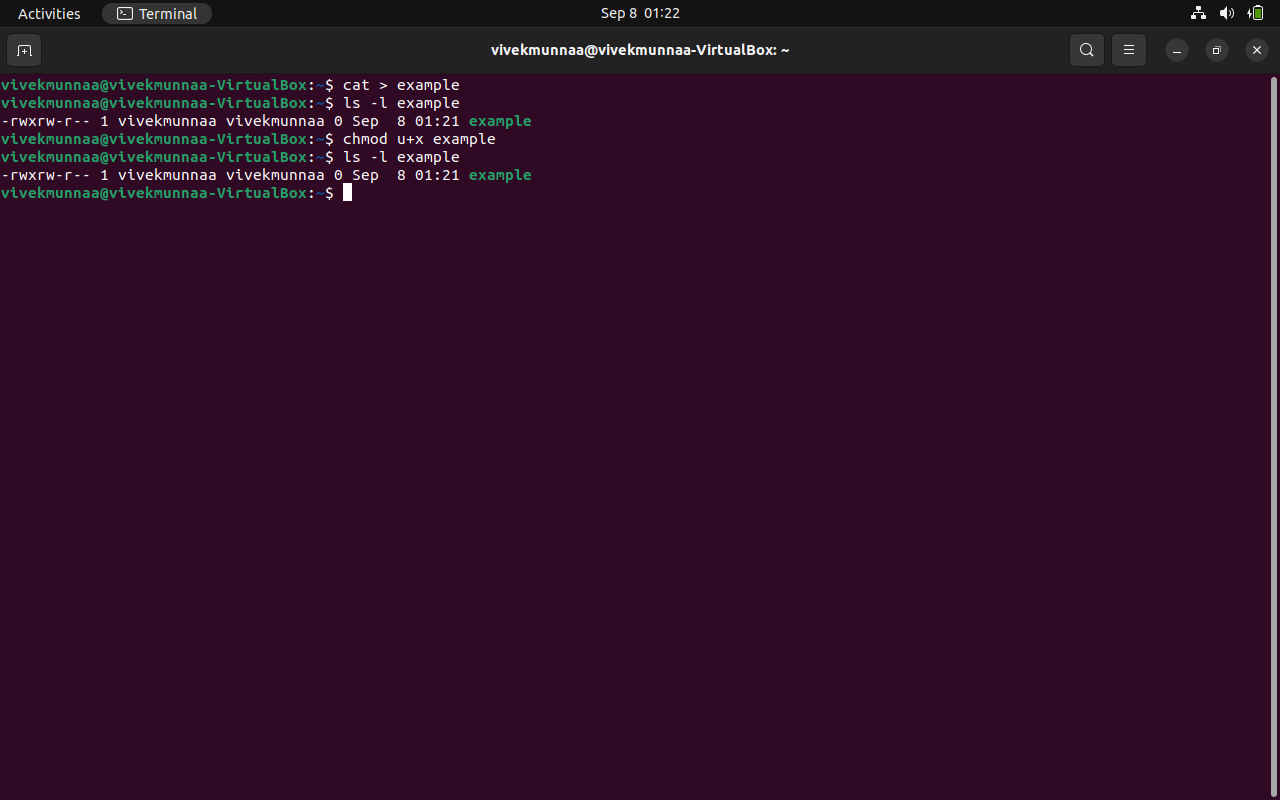 Activities Terminal Sep 8 01:22
vivekmunnaa@vivekmunnaa-VirtualBox: ~
vivekmunnaa@vivekmunnaa-VirtualBox:~$ cat > example
vivekmunnaa@vivekmunnaa-VirtualBox:~$ ls -l example
-rwxrw-r-- 1 vivekmunnaa vivekmunnaa 0 Sep  8 01:21 example
vivekmunnaa@vivekmunnaa-VirtualBox:~$ chmod u+x example
vivekmunnaa@vivekmunnaa-VirtualBox:~$ ls -l example
-rwxrw-r-- 1 vivekmunnaa vivekmunnaa 0 Sep  8 01:21 example
vivekmunnaa@vivekmunnaa-VirtualBox:~$